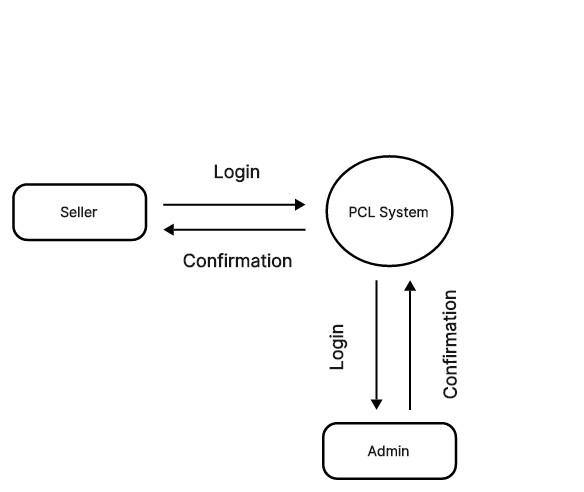 Login
Seller
PCL System
Confirmation
Login
Confirmation
Admin